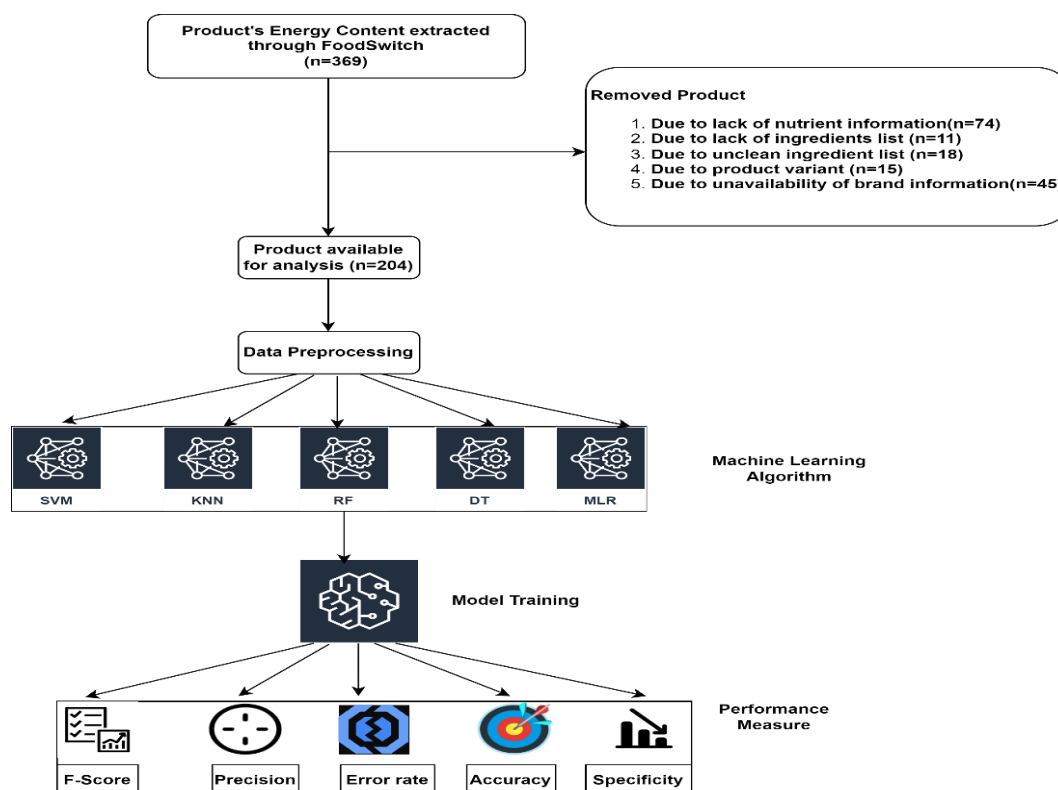 Product's Energy Content extracted
through FoodSwitch
(n=369)
Removed Product
1. Due to lack of nutrient information(n=74)
2. Due to lack of ingredients list (n=11)
3. Due to unclean ingredient list (n=18)
4. Due to product variant (n=15)
5. Due to unavailability of brand information(n=45
Product available
for analysis (n=204)
Data Preprocessing
SVM
KNN
RF
DT
MLR
Machine Learning
Algorithm
Model Training
Performance
Measure
F-Score
Precision
Error rate
Accuracy
Specificity